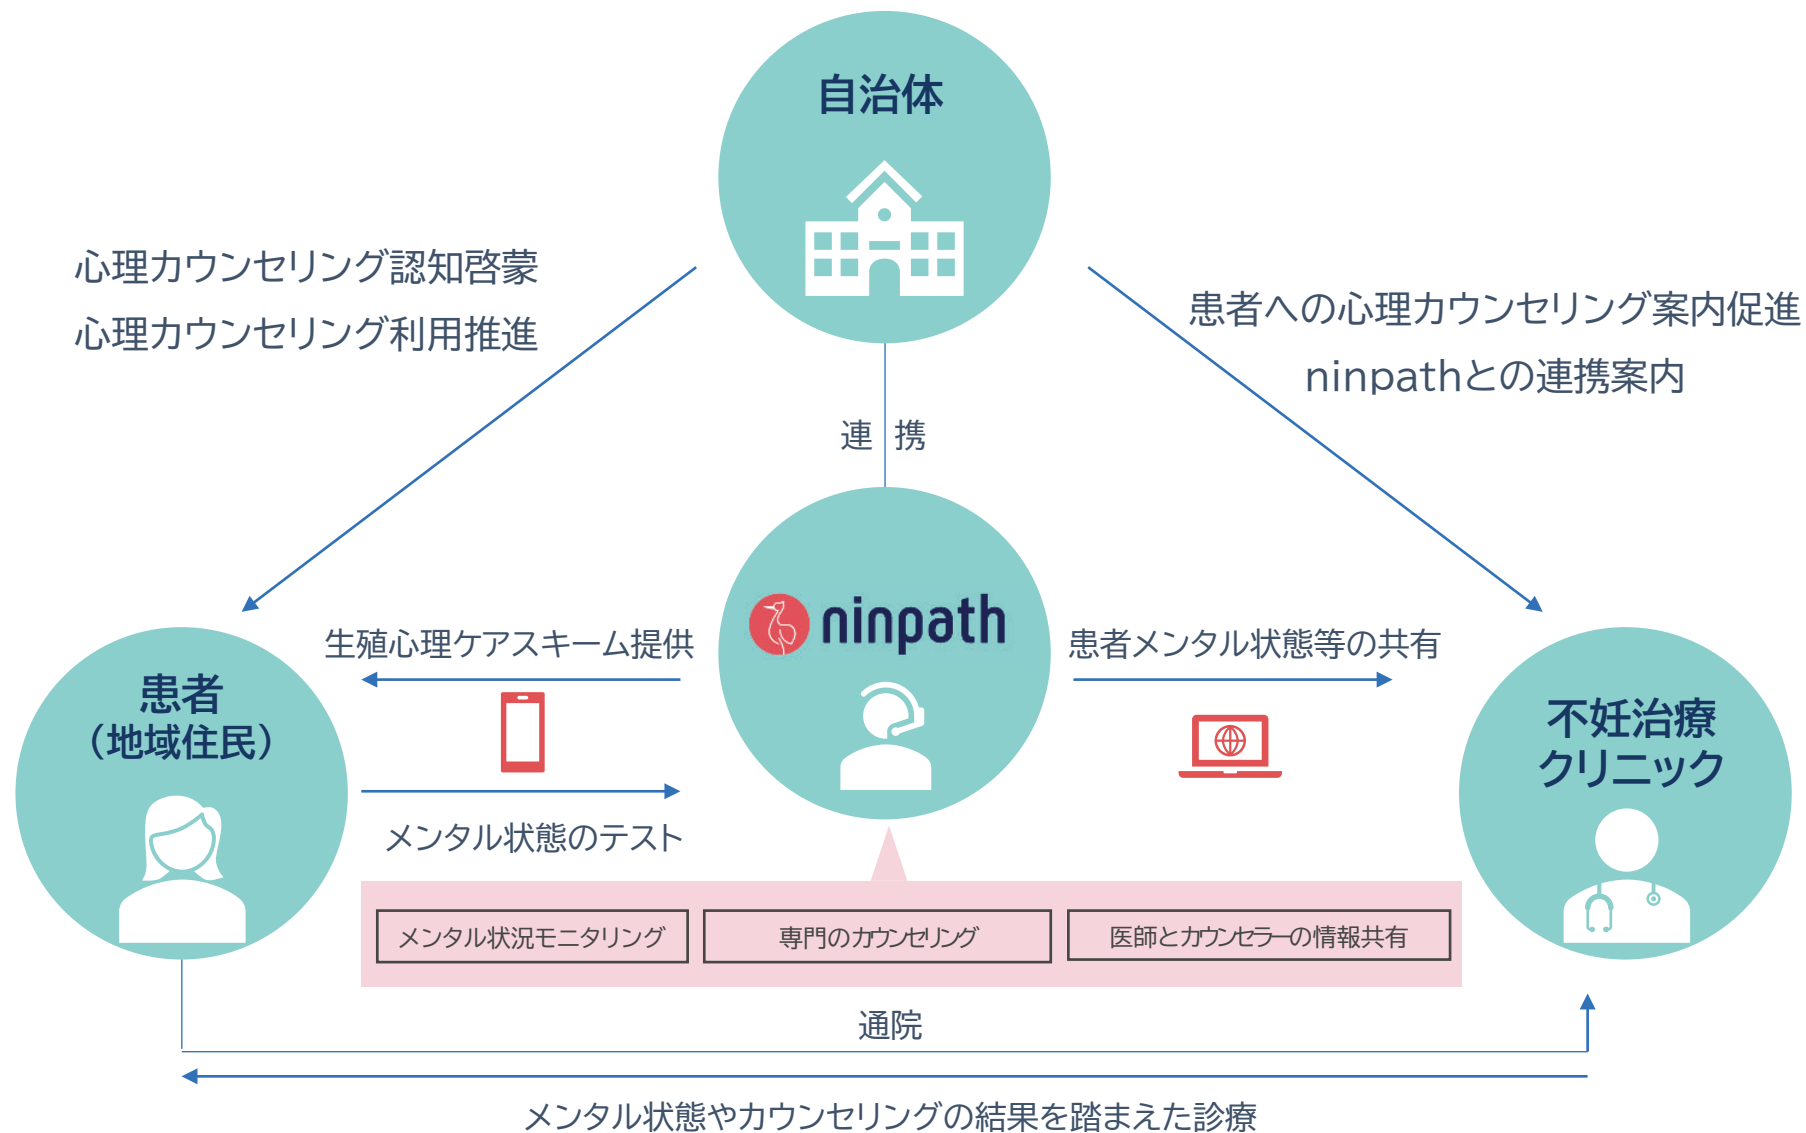 自治体
心理カウンセリング認知啓蒙
心理カウンセリング利用推進
患者への心理カウンセリング案内促進
ninpathとの連携案内
連携
ninpath
生殖心理ケアスキーム提供
患者メンタル状態等の共有
患者
（地域住民）
不妊治療
クリニック
メンタル状態のテスト
メンタル状況モニタリング
専門のカウンセリング
医師とカウンセラーの情報共有
通院
メンタル状態やカウンセリングの結果を踏まえた診療